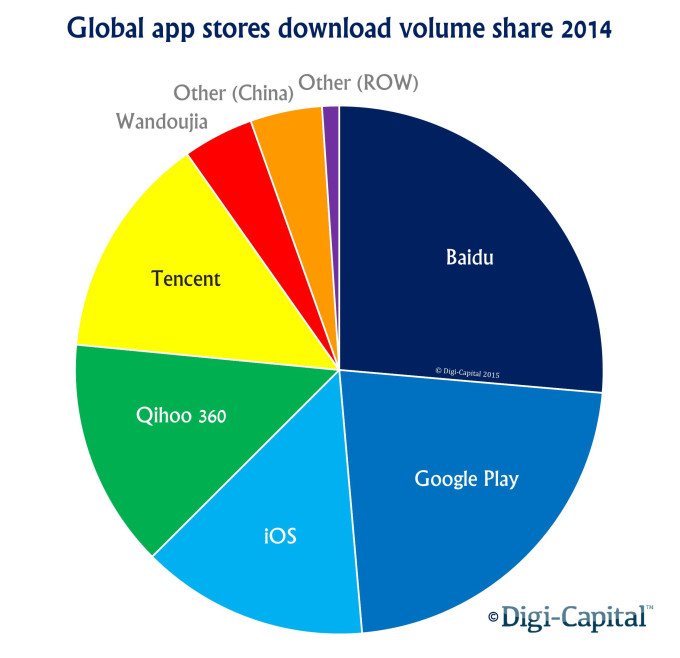 Global app stores download volume share 2014
Other (ROW)
Other (China)
Wandoujia
Baidu
Tencent
© Digi-Capital 2015
Qihoo 360
Google Play
iOS
© Digi-Capital™